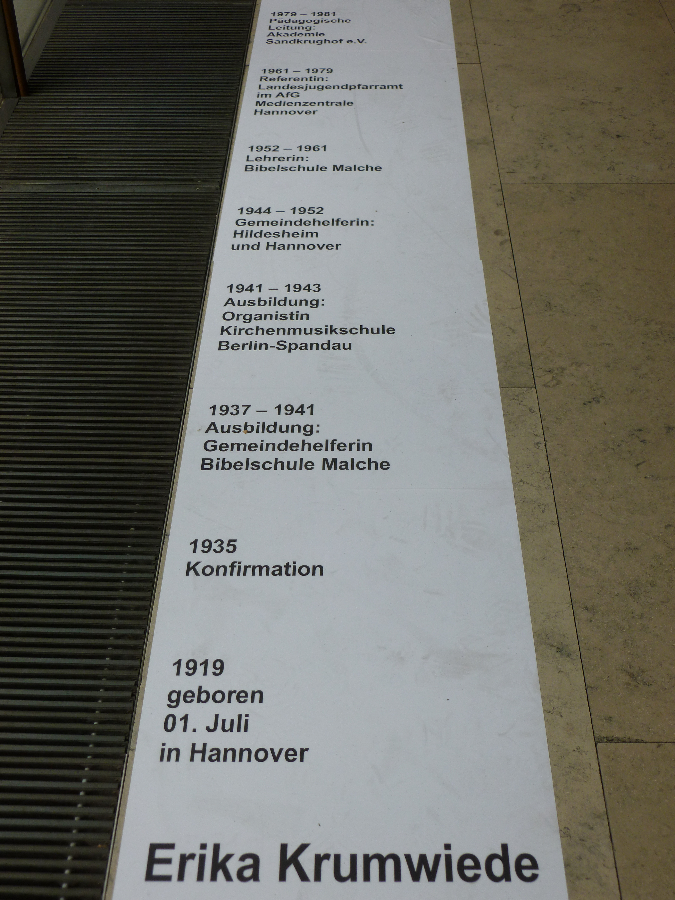 1979 – 1981
Pädagogische
Leitung:
Akademie
Sandkrughof e.V.
1961 – 1979
Referentin:
Landesjugendpfarramt
im AfG
Medienzentrale
Hannover
1952 – 1961
Lehrerin:
Bibelschule Malche
1944 – 1952
Gemeindehelferin:
Hildesheim
und Hannover
1941 – 1943
Ausbildung:
Organistin
Kirchenmusikschule
Berlin-Spandau
1937 – 1941
Ausbildung:
Gemeindehelferin
Bibelschule Malche
1935
Konfirmation
1919
geboren
01. Juli
in Hannover
Erika Krumwiede